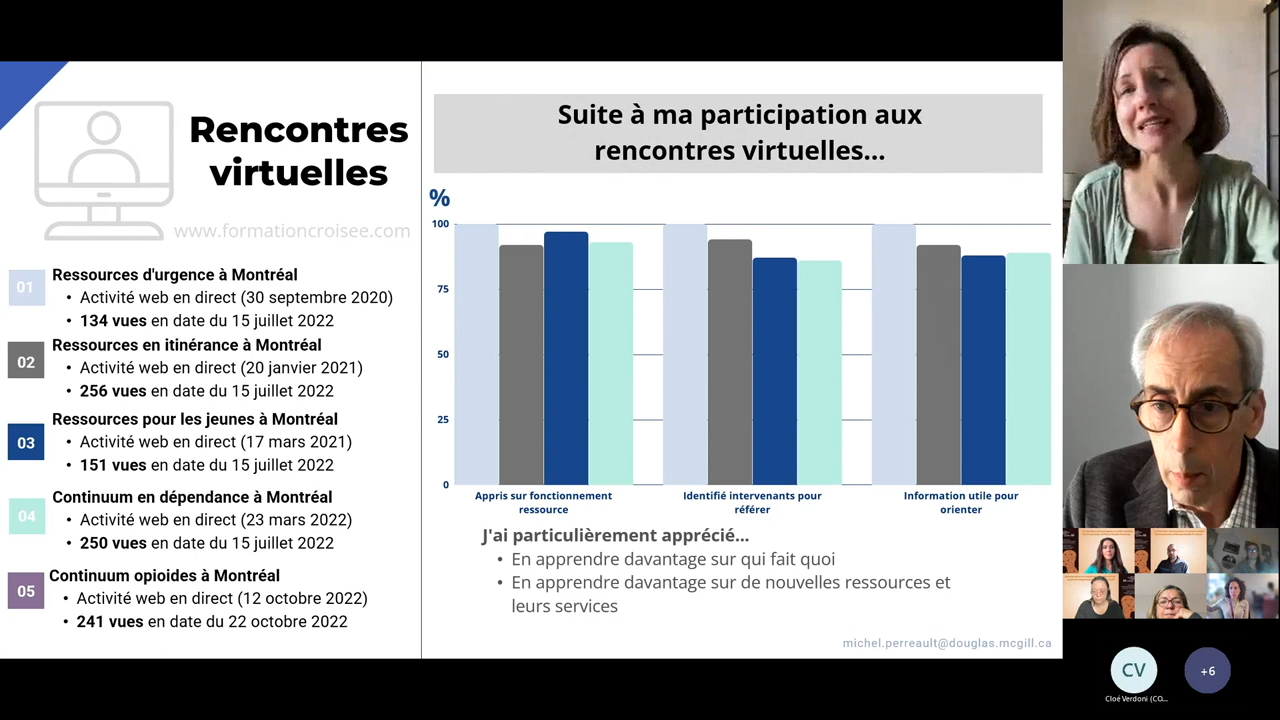 Rencontres
virtuelles
www.formationcroisee.com
01
Ressources d'urgence à Montréal
• Activité web en direct (30 septembre 2020)
• 134 vues en date du 15 juillet 2022
02
Ressources en itinérance à Montréal
• Activité web en direct (20 janvier 2021)
• 256 vues en date du 15 juillet 2022
03
Ressources pour les jeunes à Montréal
• Activité web en direct (17 mars 2021)
• 151 vues en date du 15 juillet 2022
04
Continuum en dépendance à Montréal
• Activité web en direct (23 mars 2022)
• 250 vues en date du 15 juillet 2022
05
Continuum opioides à Montréal
• Activité web en direct (12 octobre 2022)
• 241 vues en date du 22 octobre 2022
Suite à ma participation aux
rencontres virtuelles...
%
100
75
50
25
0
Appris sur fonctionnement
ressource
Identifié intervenants pour
référer
Information utile pour
orienter
J'ai particulièrement apprécié...
• En apprendre davantage sur qui fait quoi
• En apprendre davantage sur de nouvelles ressources et
leurs services
michel.perreault@douglas.mcgill.ca
CV
+6
Cloé Verdoni (CO...